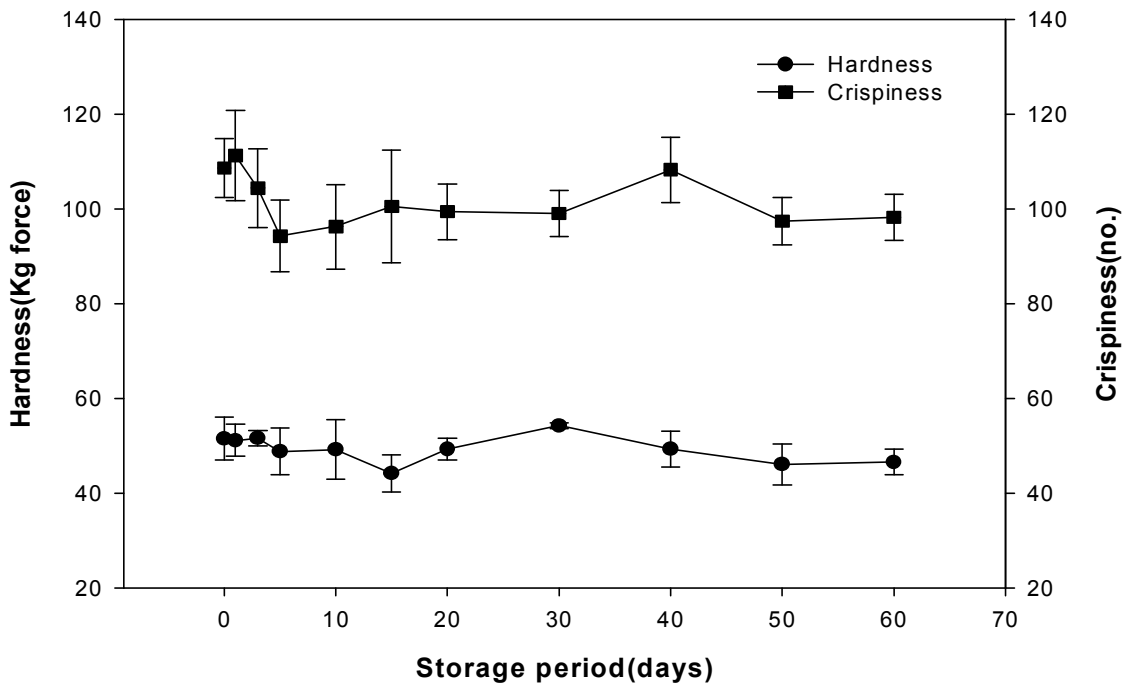 140
120
100
80
60
40
20
Hardness(Kg force)
Hardness
Crispiness
140
120
100
80
60
40
20
Crispiness(no.)
0 10 20 30 40 50 60 70
Storage period(days)